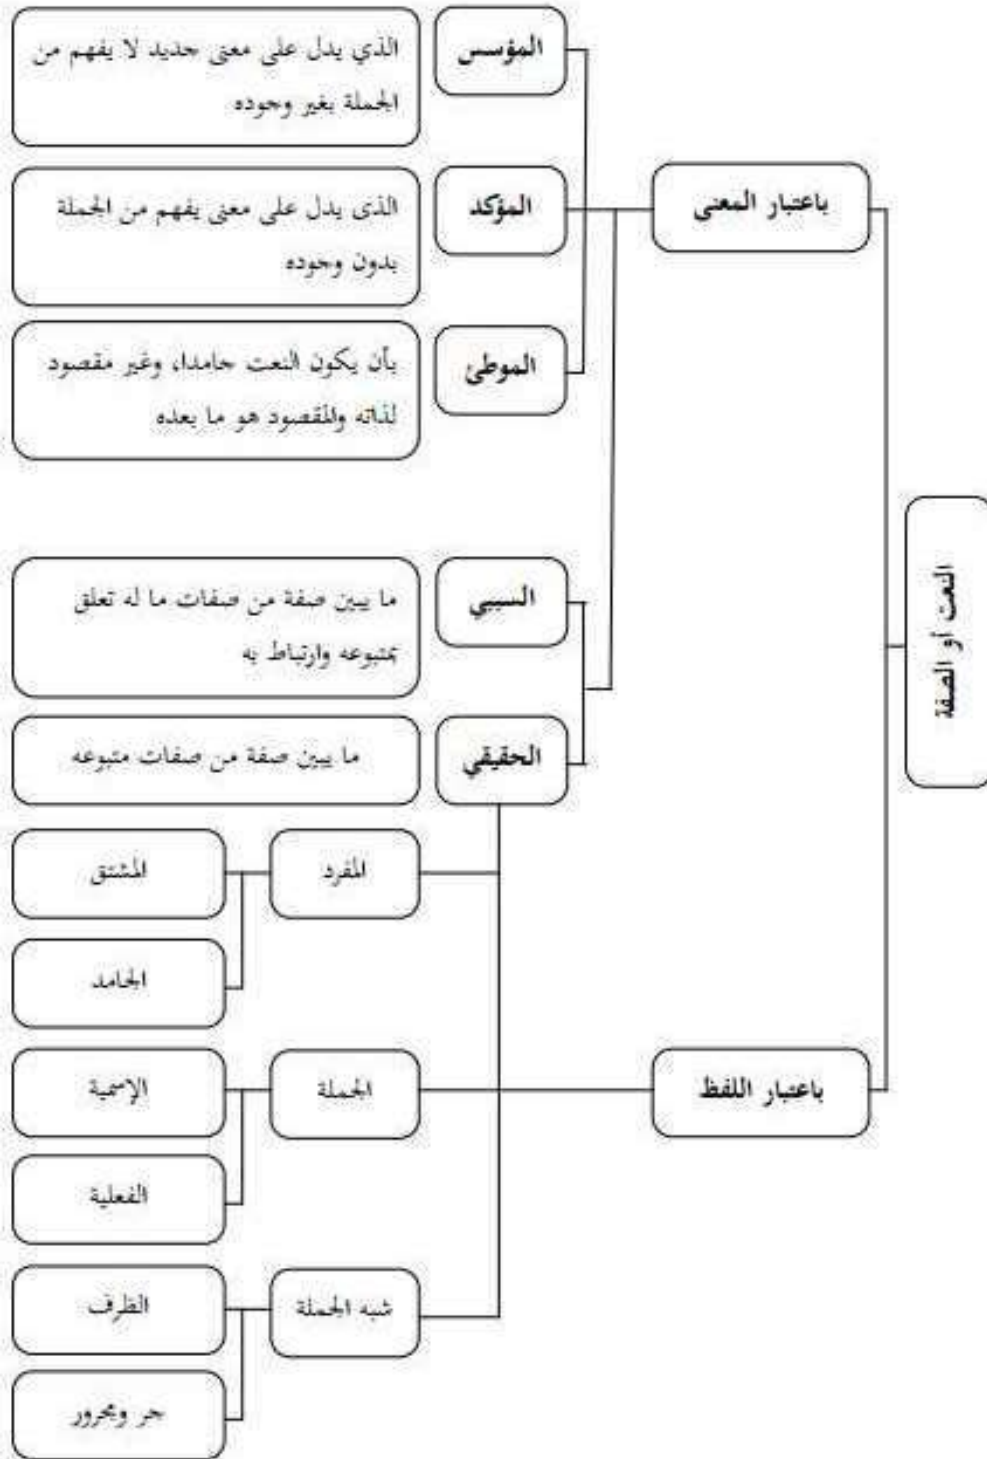 النعت أو الصفة
باعتبار المعنى
المؤسس
الذي يدل على معنى جديد لا يفهم من
الجملة بغير وجوده
المؤكد
الذى يدل على معنى يفهم من الجملة
بدون وجوده
الموطئ
بأن يكون النعت جامدا، وغير مقصود
لذاته والمقصود هو ما بعده
السببي
ما يبين صفة من صفات ما له تعلق
بمتبوعه وارتباط به
الحقيقي
ما يبين صفة من صفات متبوعه
باعتبار اللفظ
المفرد
المشتق
الجامد
الجملة
الإسمية
الفعلية
شبه الجملة
الظرف
جر ومجرور